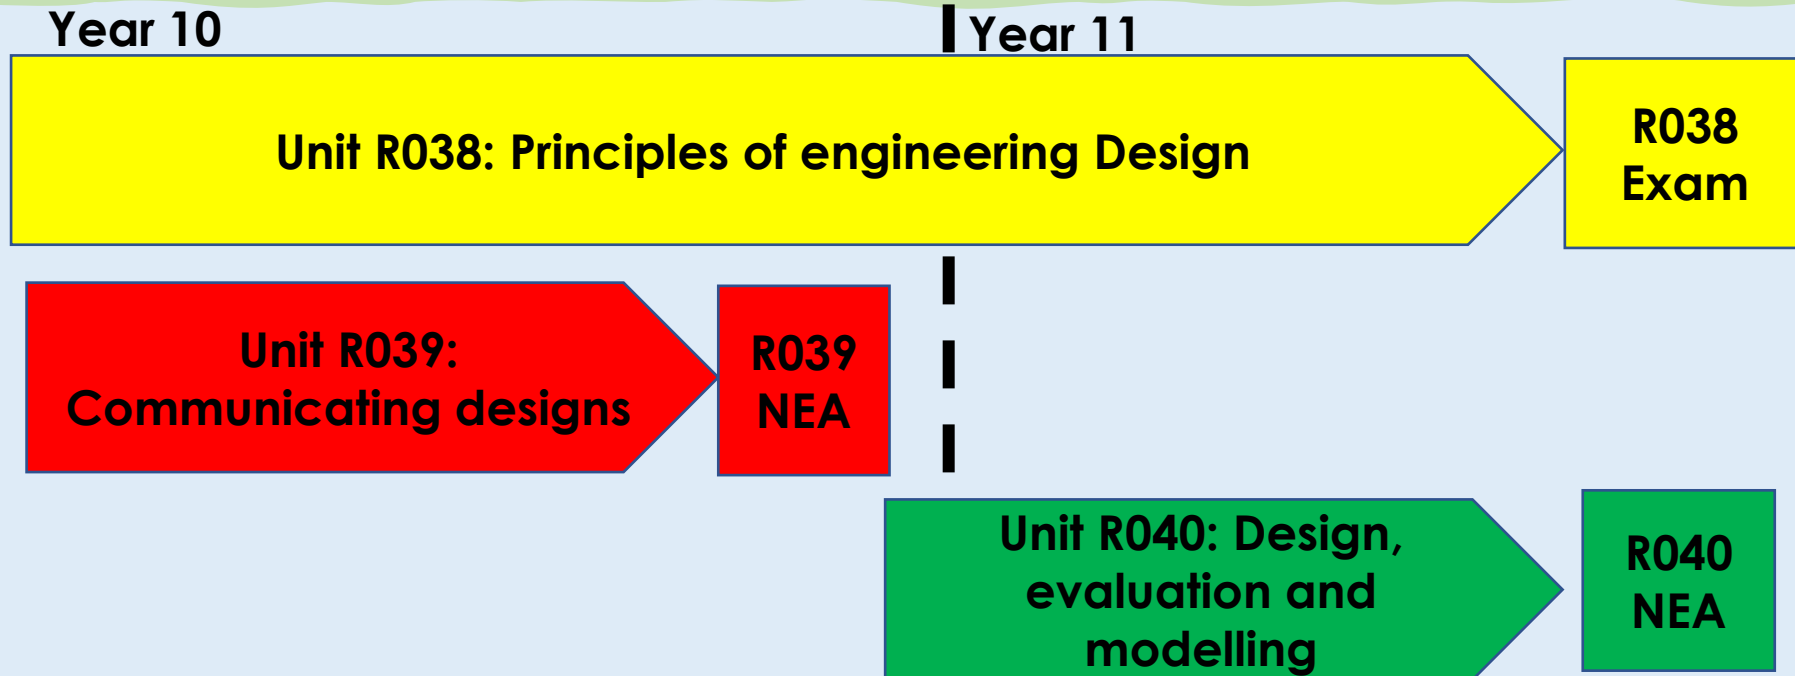 Year 10
Year 11
Unit R038: Principles of engineering Design
R038
Exam
Unit R039:
Communicating designs
R039
NEA
Unit R040: Design,
evaluation and
modelling
R040
NEA